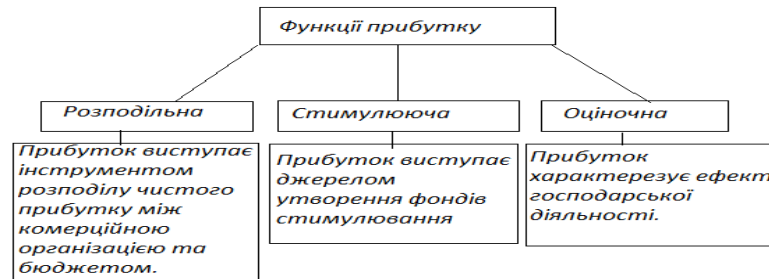 Функції прибутку
Розподільна
Стимулююча
Оціночна
Прибуток виступає
інструментом
розподілу чистого
прибутку між
комерційною
організацією та
бюджетом.
Прибуток виступає
джерелом
утворення фондів
стимулювання
Прибуток
характерезує ефект
господарської
діяльності.